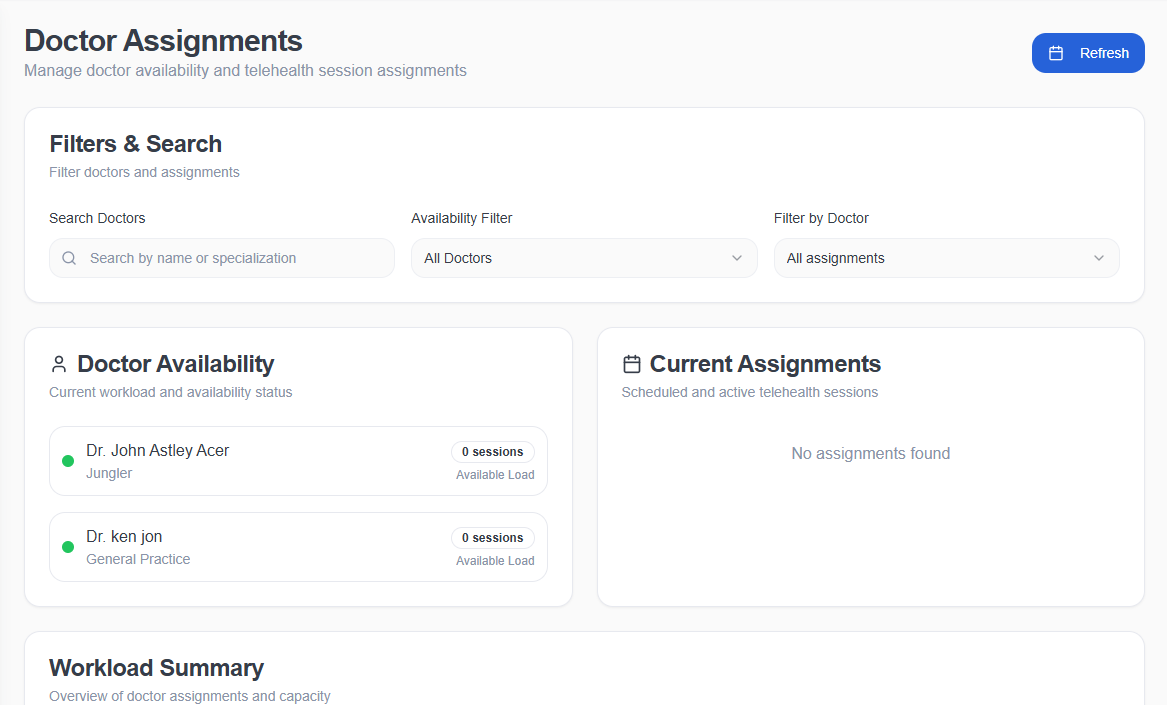 Doctor Assignments
Manage doctor availability and telehealth session assignments
Refresh
Filters & Search
Filter doctors and assignments
Search Doctors
Search by name or specialization
Availability Filter
All Doctors
Filter by Doctor
All assignments
Doctor Availability
Current workload and availability status
Dr. John Astley Acer
Jungler
0 sessions
Available Load
Dr. ken jon
General Practice
0 sessions
Available Load
Current Assignments
Scheduled and active telehealth sessions
No assignments found
Workload Summary
Overview of doctor assignments and capacity